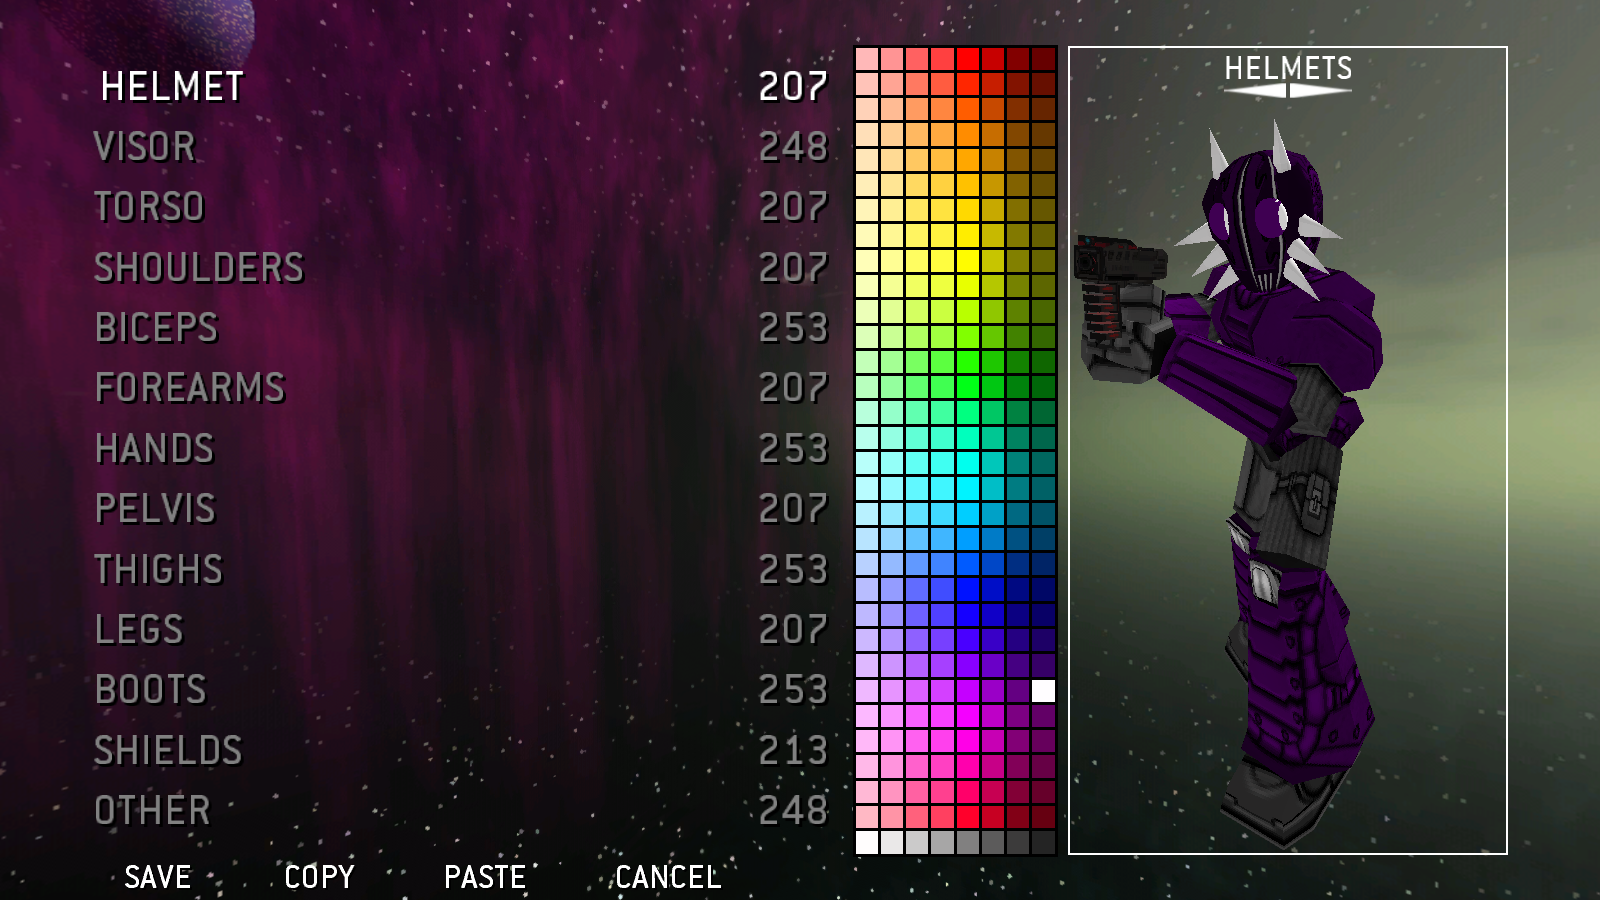 HELMET 207
VISOR 248
TORSO 207
SHOULDERS 207
BICEPS 253
FOREARMS 207
HANDS 253
PELVIS 207
THIGHS 253
LEGS 207
BOOTS 253
SHIELDS 213
OTHER 248
SAVE COPY PASTE CANCEL
HELMETS